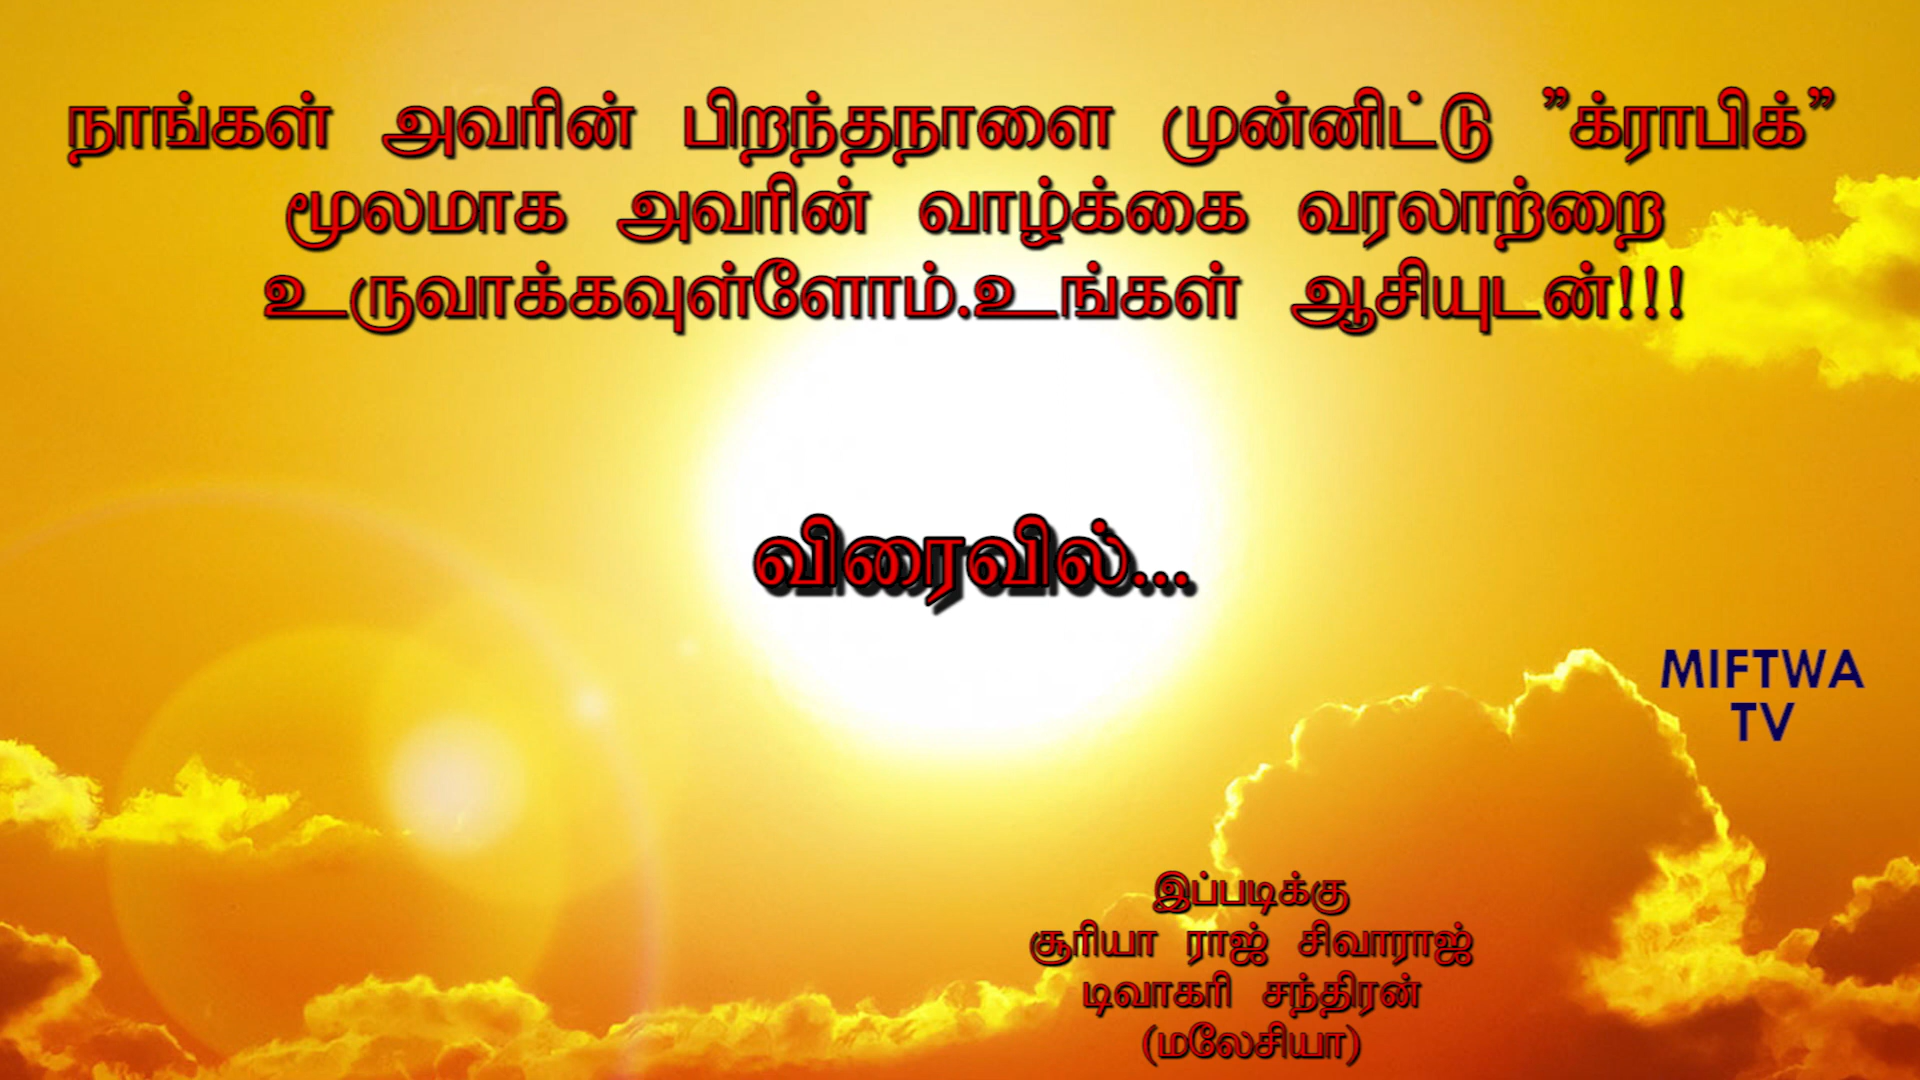 நாங்கள் அவரின் பிறந்தநாளை முன்னிட்டு ”க்ராபிக்”
மூலமாக அவரின் வாழ்க்கை வரலாற்றை
உருவாக்கவுள்ளோம்.உங்கள் ஆசியுடன்!!!
விரைவில்...
MIFTWA
TV
இப்படிக்கு
சூரியா ராஜ் சிவாராஜ்
டிவாகரி சந்திரன்
(மலேசியா)